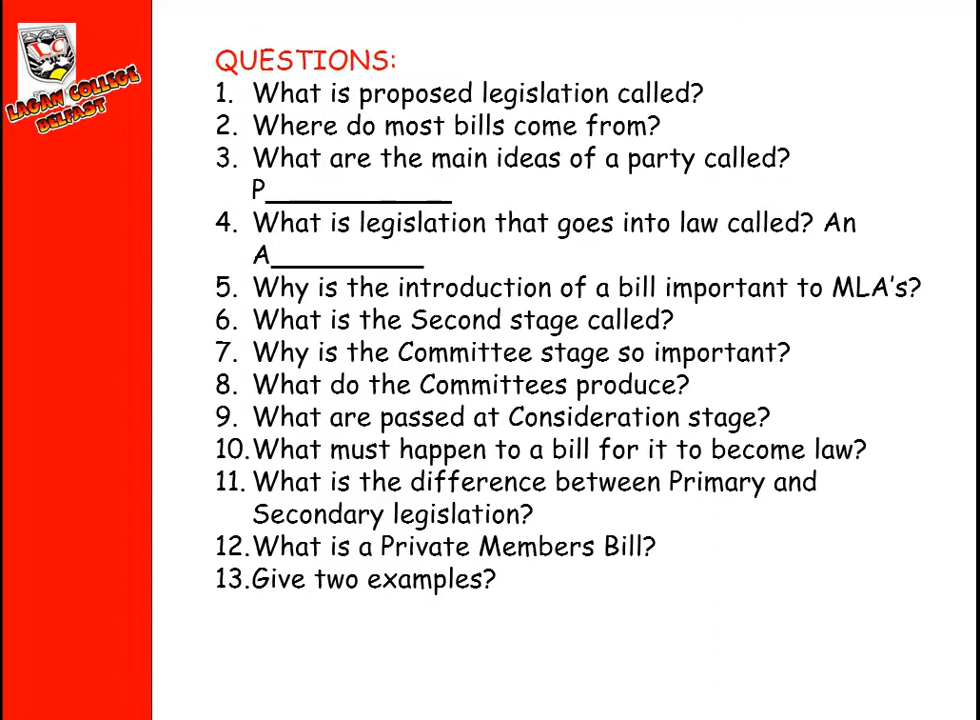 LC
LAGAN COLLEGE
BELFAST
QUESTIONS:
1. What is proposed legislation called?
2. Where do most bills come from?
3. What are the main ideas of a party called?
P____________
4. What is legislation that goes into law called? An
A__________
5. Why is the introduction of a bill important to MLA's?
6. What is the Second stage called?
7. Why is the Committee stage so important?
8. What do the Committees produce?
9. What are passed at Consideration stage?
10.What must happen to a bill for it to become law?
11. What is the difference between Primary and
Secondary legislation?
12.What is a Private Members Bill?
13.Give two examples?